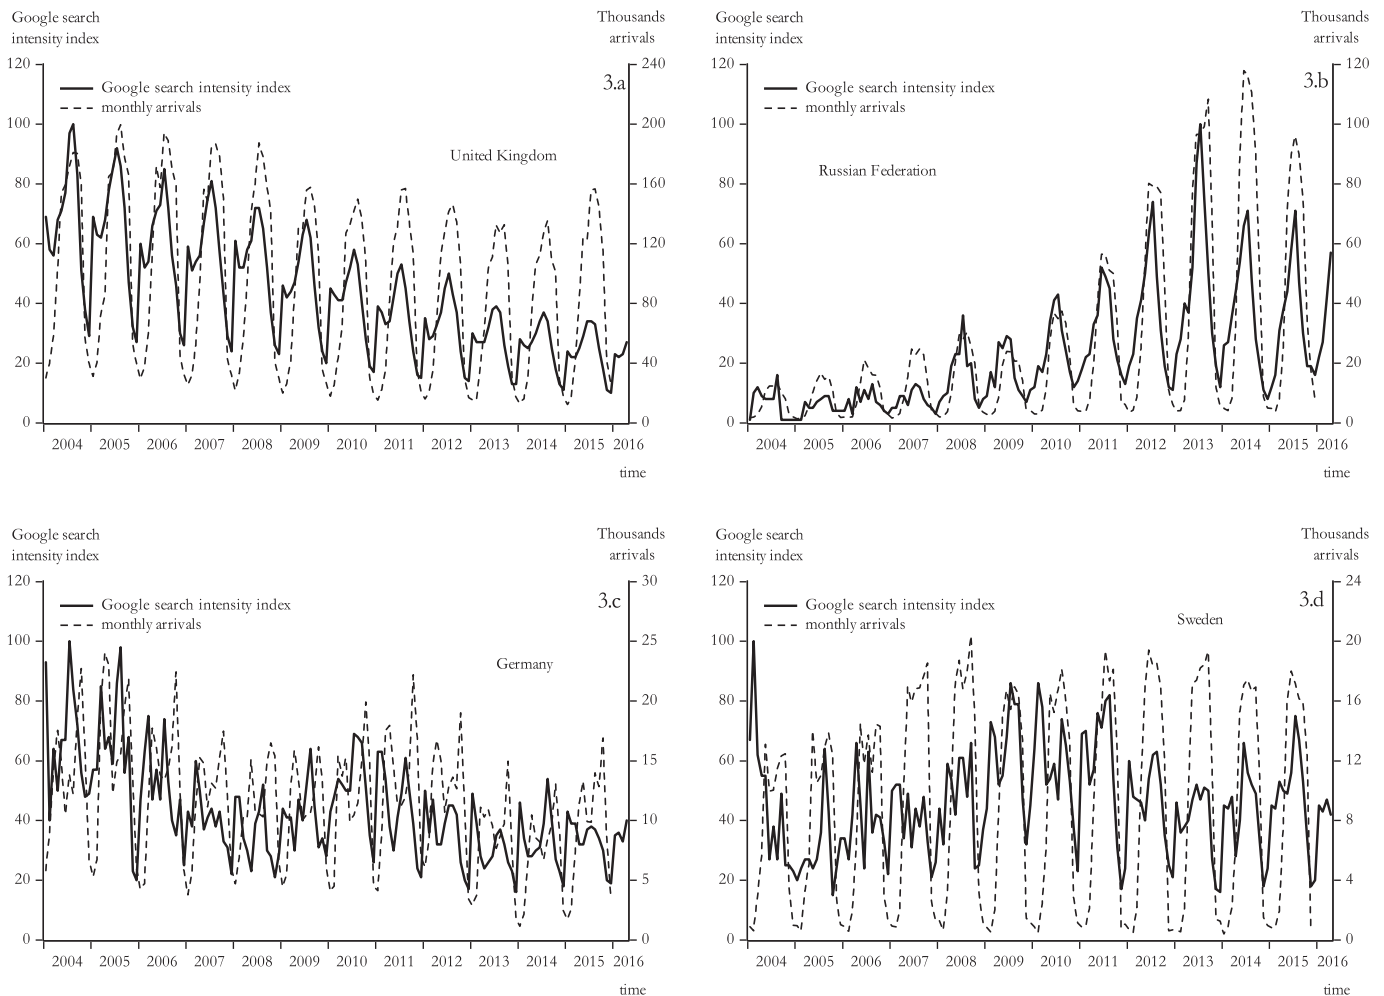 Google search
intensity index
Thousands
arrivals
120
100
80
60
40
20
0
240
200
160
120
80
40
0
Google search intensity index
monthly arrivals
3.a
United Kingdom
2004 2005 2006 2007 2008 2009 2010 2011 2012 2013 2014 2015 2016
time
Google search
intensity index
Thousands
arrivals
120
100
80
60
40
20
0
120
100
80
60
40
20
0
Google search intensity index
monthly arrivals
3.b
Russian Federation
2004 2005 2006 2007 2008 2009 2010 2011 2012 2013 2014 2015 2016
time
Google search
intensity index
Thousands
arrivals
120
100
80
60
40
20
0
30
25
20
15
10
5
0
Google search intensity index
monthly arrivals
3.c
Germany
2004 2005 2006 2007 2008 2009 2010 2011 2012 2013 2014 2015 2016
time
Google search
intensity index
Thousands
arrivals
120
100
80
60
40
20
0
24
20
16
12
8
4
0
Google search intensity index
monthly arrivals
3.d
Sweden
2004 2005 2006 2007 2008 2009 2010 2011 2012 2013 2014 2015 2016
time